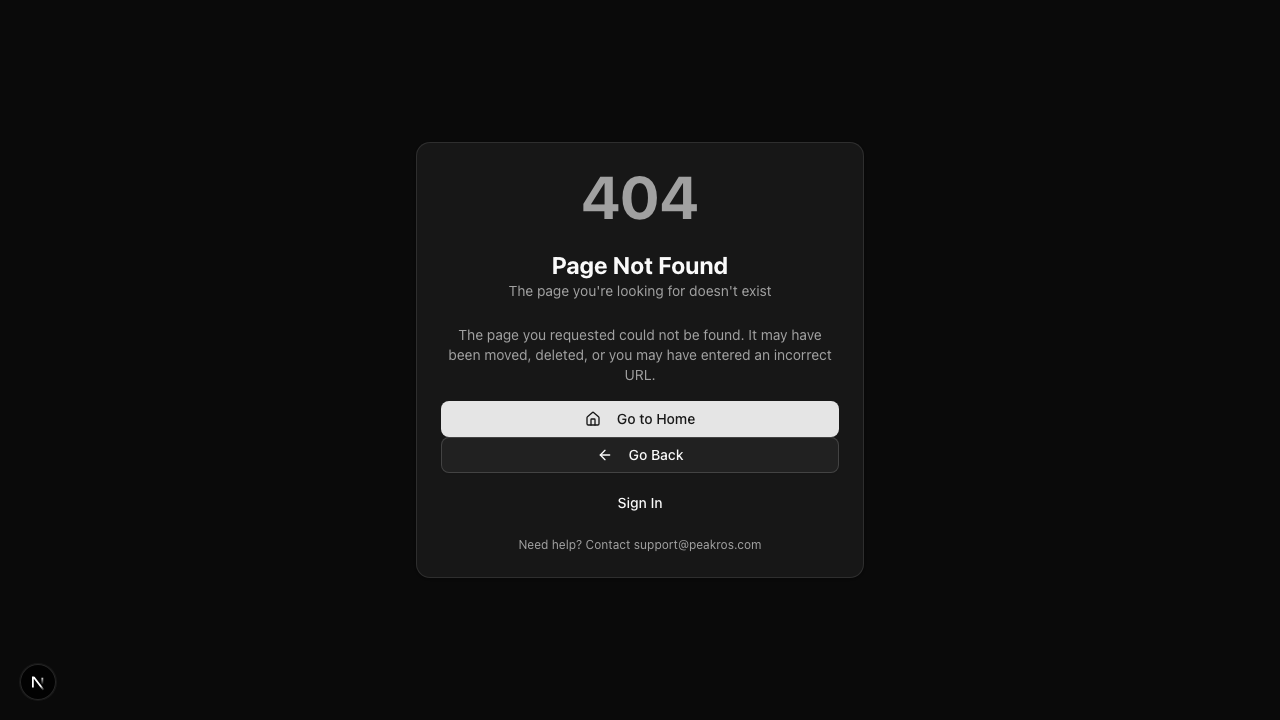 404
Page Not Found
The page you're looking for doesn't exist
The page you requested could not be found. It may have
been moved, deleted, or you may have entered an incorrect
URL.
Go to Home
Go Back
Sign In
Need help? Contact support@peakros.com
N